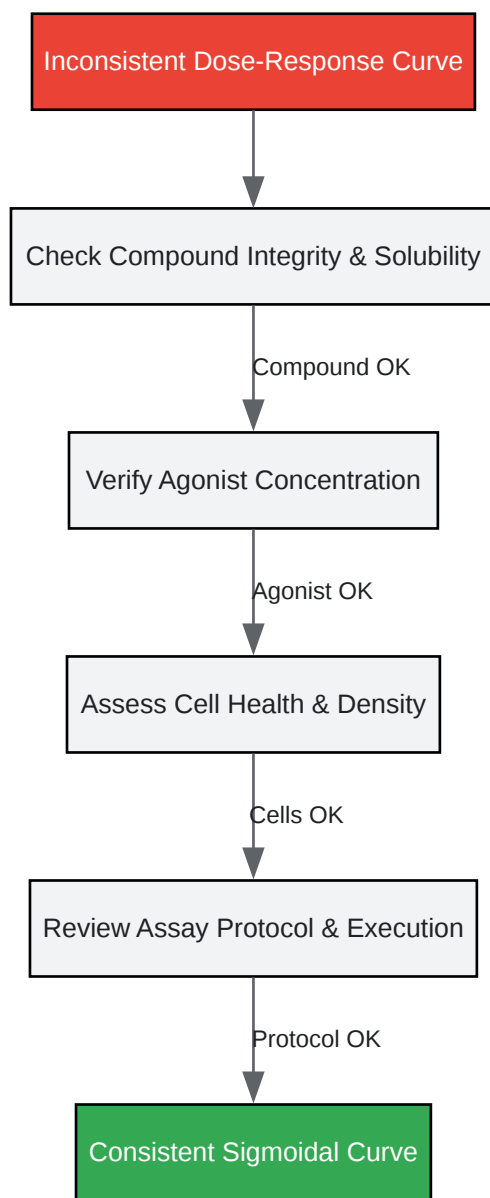 Inconsistent Dose-Response Curve
Check Compound Integrity & Solubility
Compound OK
Verify Agonist Concentration
Agonist OK
Assess Cell Health & Density
Cells OK
Review Assay Protocol & Execution
Protocol OK
Consistent Sigmoidal Curve